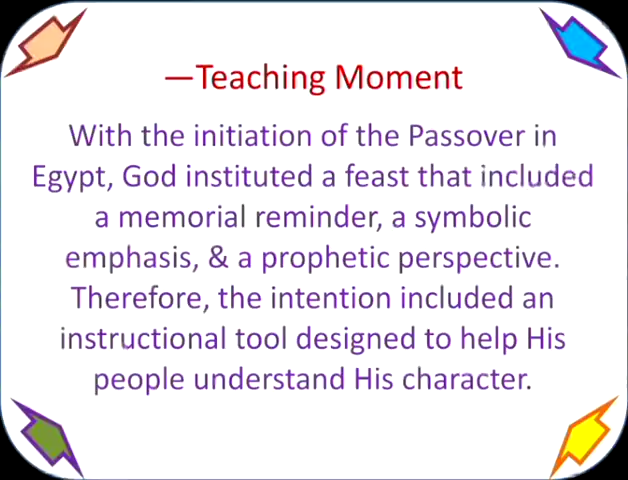 —Teaching Moment
With the initiation of the Passover in
Egypt, God instituted a feast that included
a memorial reminder, a symbolic
emphasis, & a prophetic perspective.
Therefore, the intention included an
instructional tool designed to help His
people understand His character.